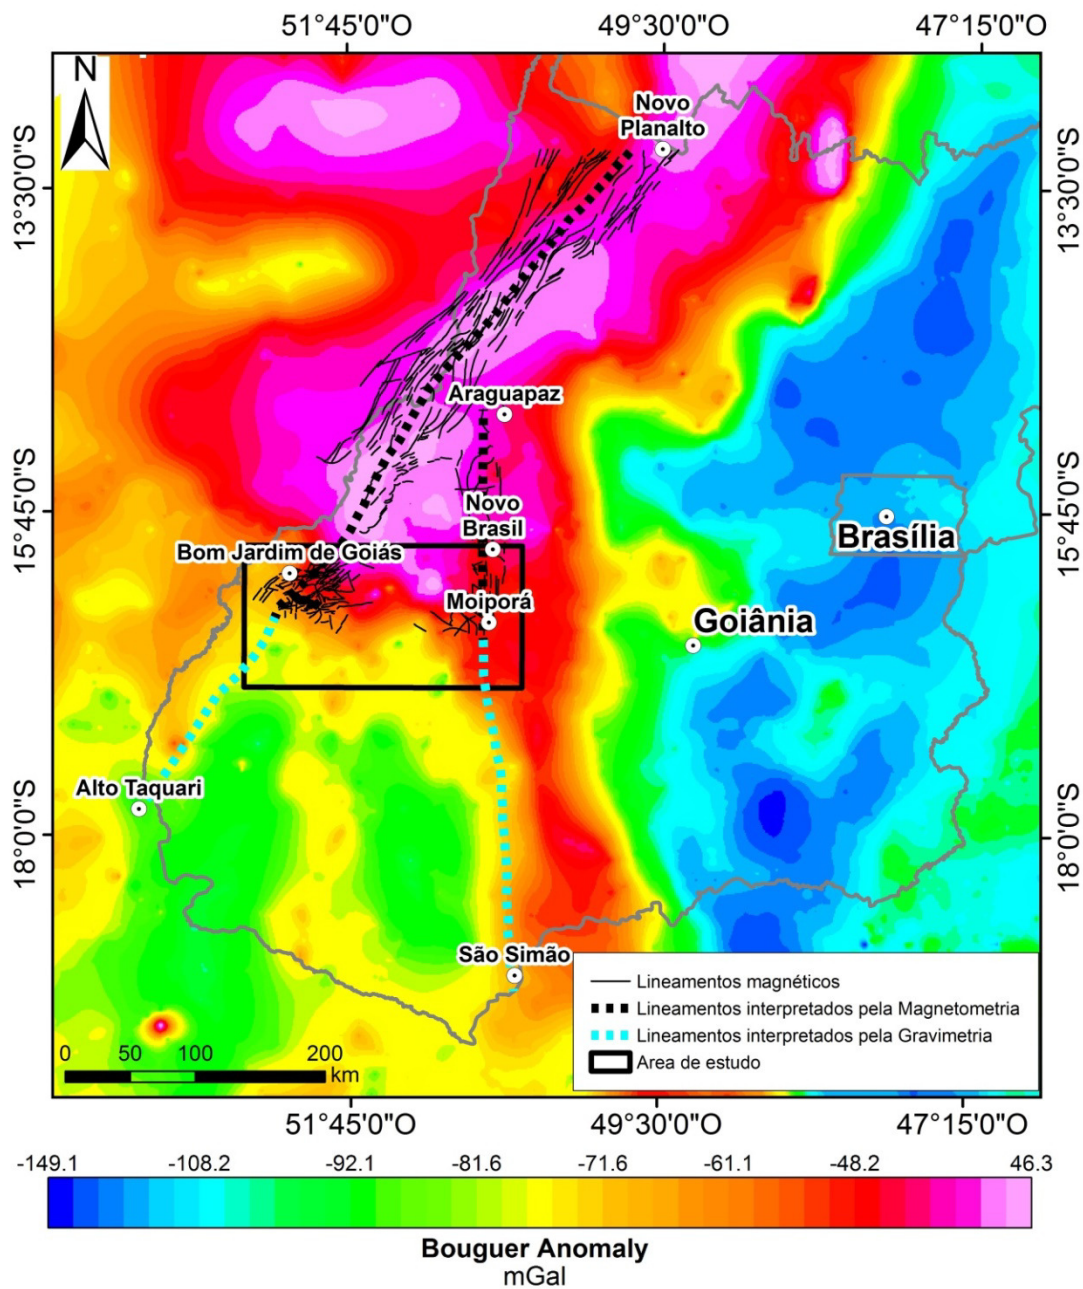 51°45'0"O 49°30'0"O 47°15'0"O
N
13°30'0"S
13°30'0"S
15°45'0"S
15°45'0"S
18°0'0"S
18°0'0"S
Novo
Planalto
Araguapaz
Novo
Brasil
Bom Jardim de Goiás
Moiporá
Brasília
Goiânia
Alto Taquari
São Simão
Lineamentos magnéticos
Lineamentos interpretados pela Magnetometria
Lineamentos interpretados pela Gravimetria
Area de estudo
0 50 100 200
km
51°45'0"O 49°30'0"O 47°15'0"O
-149.1 -108.2 -92.1 -81.6 -71.6 -61.1 -48.2 46.3
Bouguer Anomaly
mGal